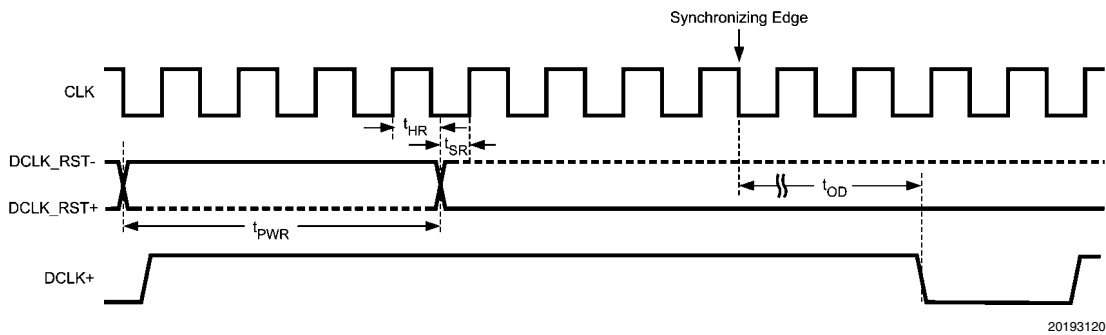 Synchronizing Edge
CLK
tHR
tSR
DCLK_RST-
tOD
DCLK_RST+
tPWR
DCLK+
20193120